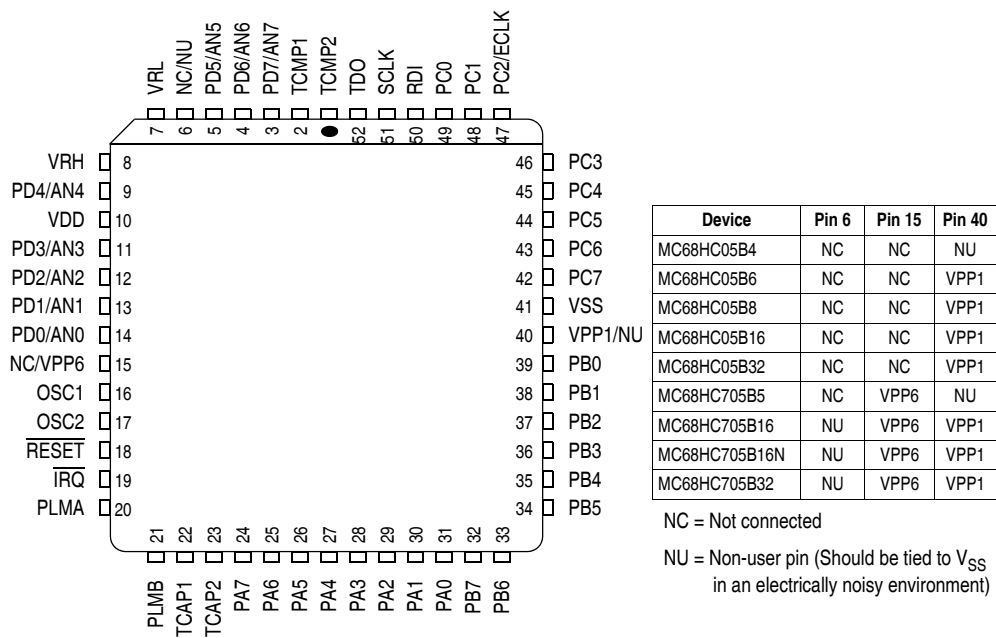 VRL
NC/NU
PD5/AN5
PD6/AN6
PD7/AN7
TCMP1
TCMP2
TDO
SCLK
RDI
PC0
PC1
PC2/ECLK
7 6 5 4 3 2 52 51 50 49 48 47
VRH 8
PD4/AN4 9
VDD 10
PD3/AN3 11
PD2/AN2 12
PD1/AN1 13
PD0/AN0 14
NC/VPP6 15
OSC1 16
OSC2 17
RESET 18
IRQ 19
PLMA 20
46 PC3
45 PC4
44 PC5
43 PC6
42 PC7
41 VSS
40 VPP1/NU
39 PB0
38 PB1
37 PB2
36 PB3
35 PB4
34 PB5
21 22 23 24 25 26 27 28 29 30 31 32 33
PLMB
TCAP1
TCAP2
PA7
PA6
PA5
PA4
PA3
PA2
PA1
PA0
PB7
PB6
Device Pin 6 Pin 15 Pin 40
MC68HC05B4 NC NC NU
MC68HC05B6 NC NC VPP1
MC68HC05B8 NC NC VPP1
MC68HC05B16 NC NC VPP1
MC68HC05B32 NC NC VPP1
MC68HC705B5 NC VPP6 NU
MC68HC705B16 NU VPP6 VPP1
MC68HC705B16N NU VPP6 VPP1
MC68HC705B32 NU VPP6 VPP1
NC = Not connected
NU = Non-user pin (Should be tied to VSS
in an electrically noisy environment)